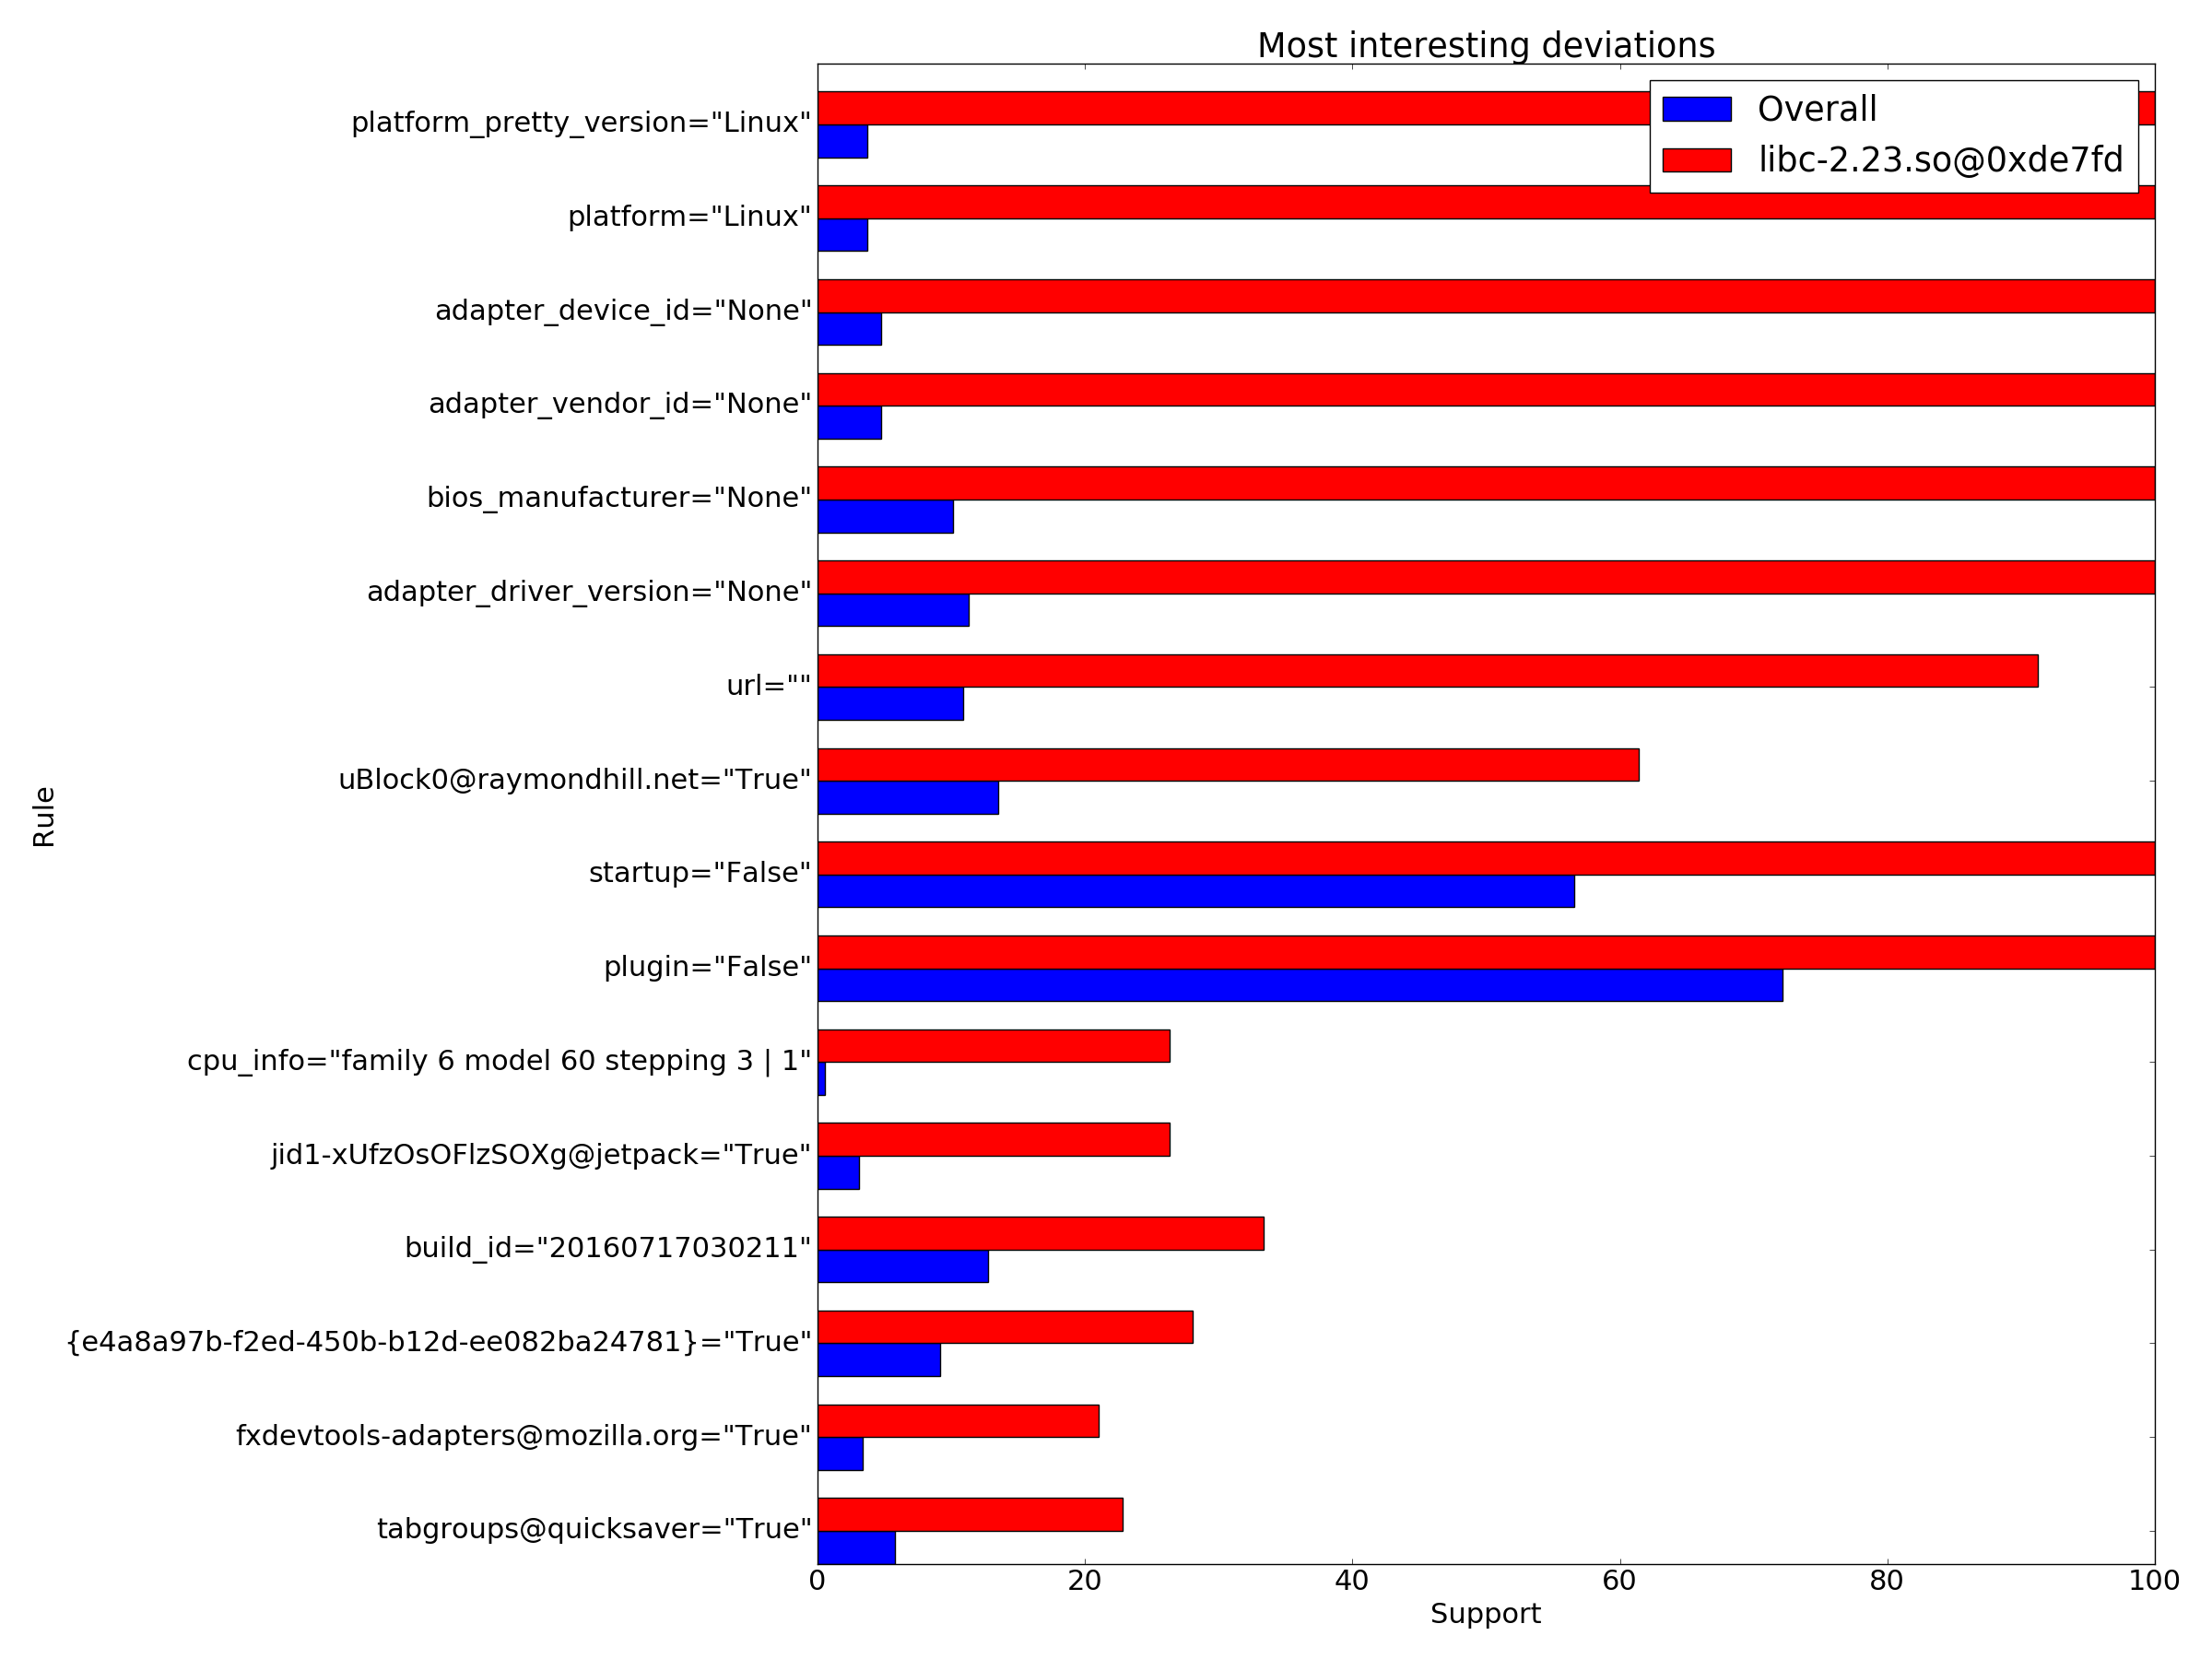 Most interesting deviations
Overall
libc-2.23.so@0xde7fd
platform_pretty_version="Linux"
platform="Linux"
adapter_device_id="None"
adapter_vendor_id="None"
bios_manufacturer="None"
adapter_driver_version="None"
url=""
uBlock0@raymondhill.net="True"
startup="False"
plugin="False"
cpu_info="family 6 model 60 stepping 3 | 1"
jid1-xUfzOsOFlzSOXg@jetpack="True"
build_id="20160717030211"
{e4a8a97b-f2ed-450b-b12d-ee082ba24781}="True"
fxdevtools-adapters@mozilla.org="True"
tabgroups@quicksaver="True"
Rule
0 20 40 60 80 100
Support